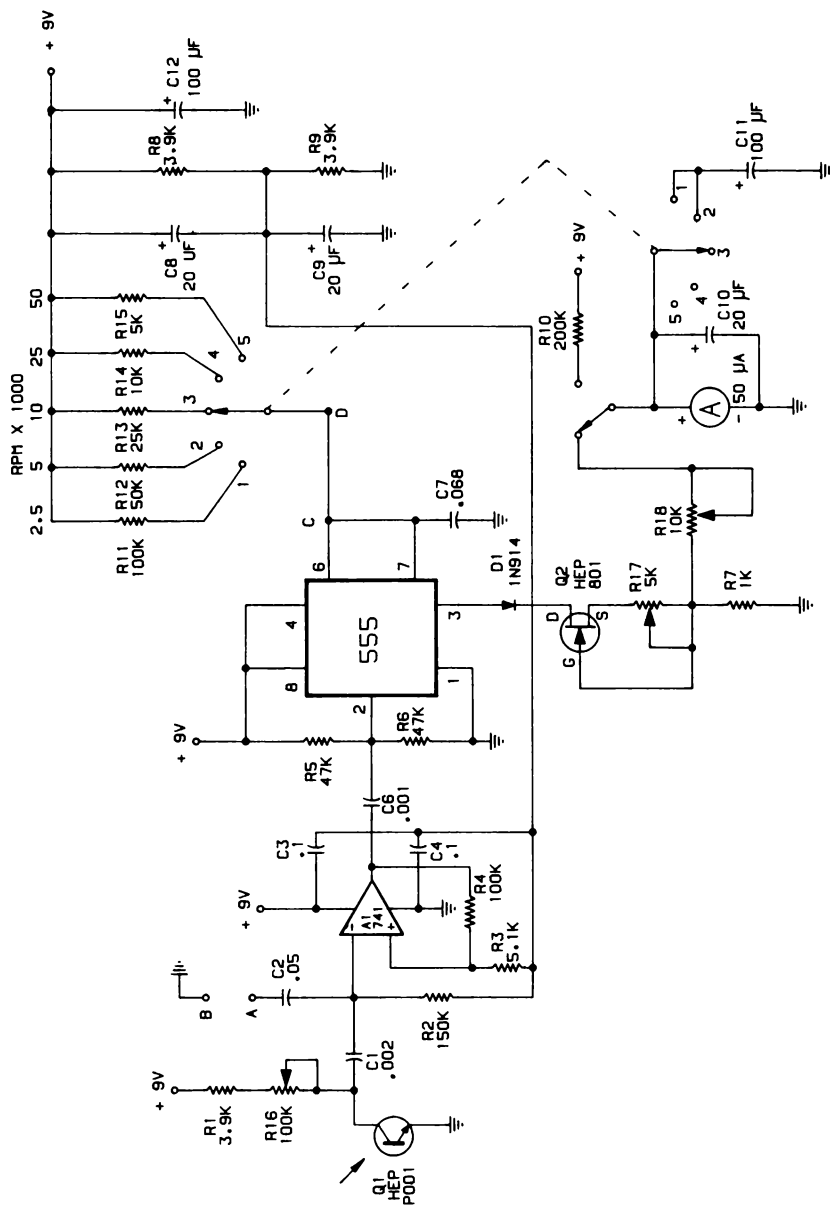 + 9V
C12
100 µF
R8
3.9K
R9
3.9K
C8
20 UF
C9
20 µF
RPM X 1000
2.5
5
10
25
50
R11
100K
R12
50K
R13
25K
R14
10K
R15
5K
1
2
3
4
5
D
C
C7
.068
6
7
4
8
555
3
2
1
+ 9V
R5
47K
R6
47K
C6
.001
D1
1N914
Q2
HEP
801
D
S
G
R17
5K
R7
1K
R18
10K
R10
200K
+ 9V
A
+
-
50 µA
C10
20 µF
+
5
4
3
2
1
C11
100 µF
+
+ 9V
C3
.1
C4
.1
A1
741
-
+
R4
100K
R3
5.1K
B
A
C2
.05
R2
150K
C1
.002
+ 9V
R1
3.9K
R16
100K
Q1
HEP
P001
+
+
+